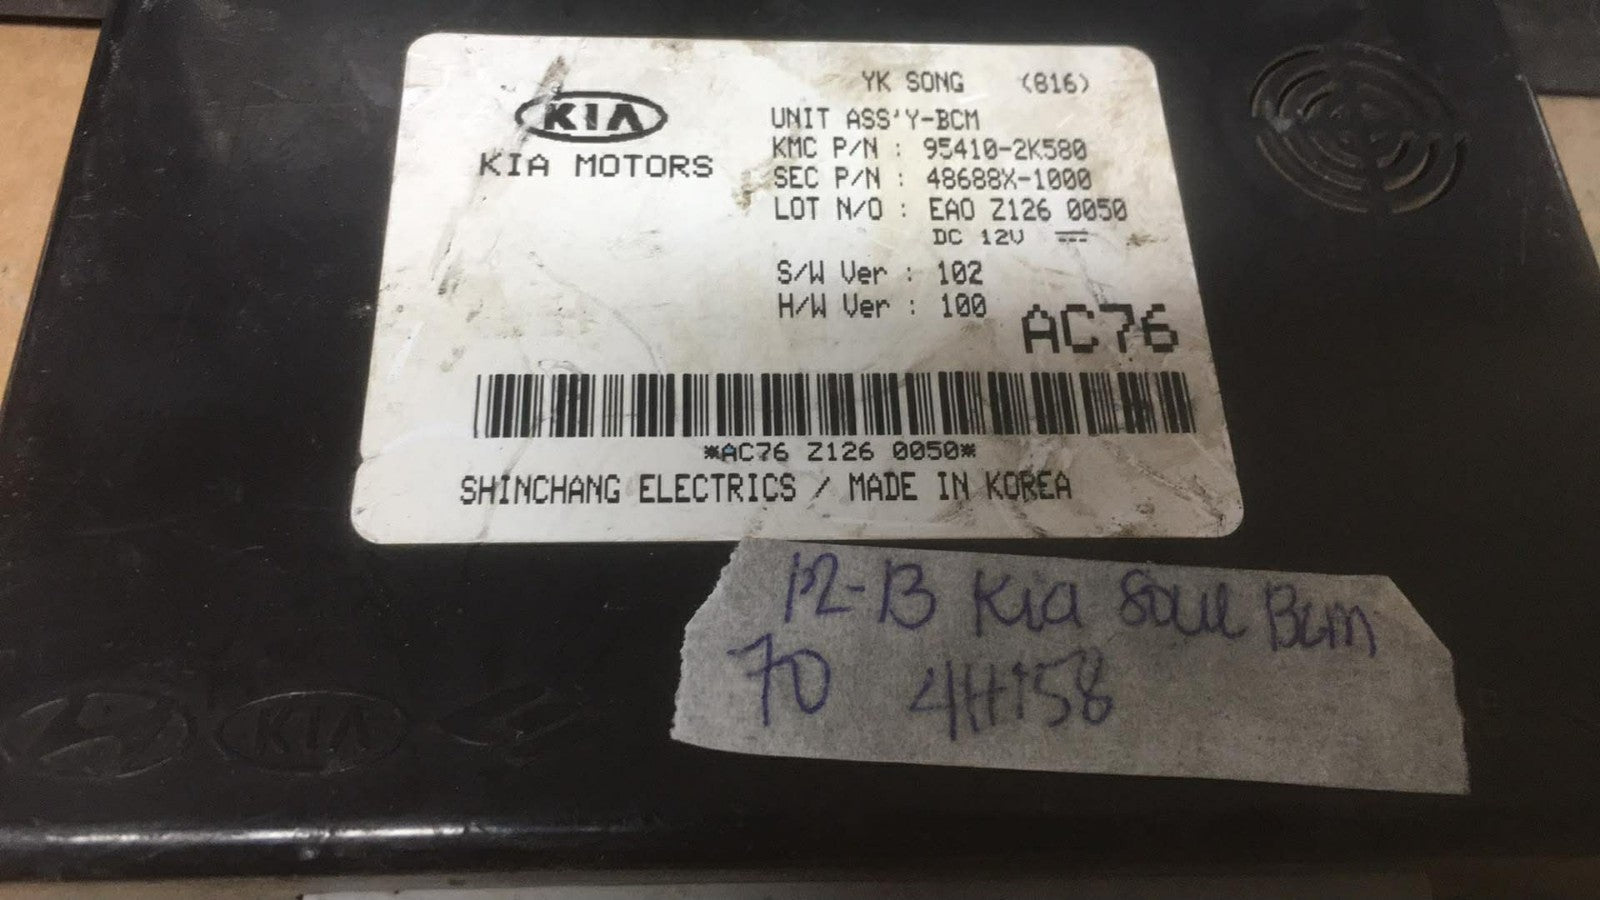 YK SONG (816)
KIA
KIA MOTORS
UNIT ASS'Y-BCM
KMC P/N : 95410-2K580
SEC P/N : 48688X-1000
LOT N/O : EAO Z126 0050
DC 12V
S/W Ver : 102
H/W Ver : 100
AC76
*AC76 Z126 0050*
SHINCHANG ELECTRICS / MADE IN KOREA
12-13 Kia Soul Bcm
70 4H158
KIA